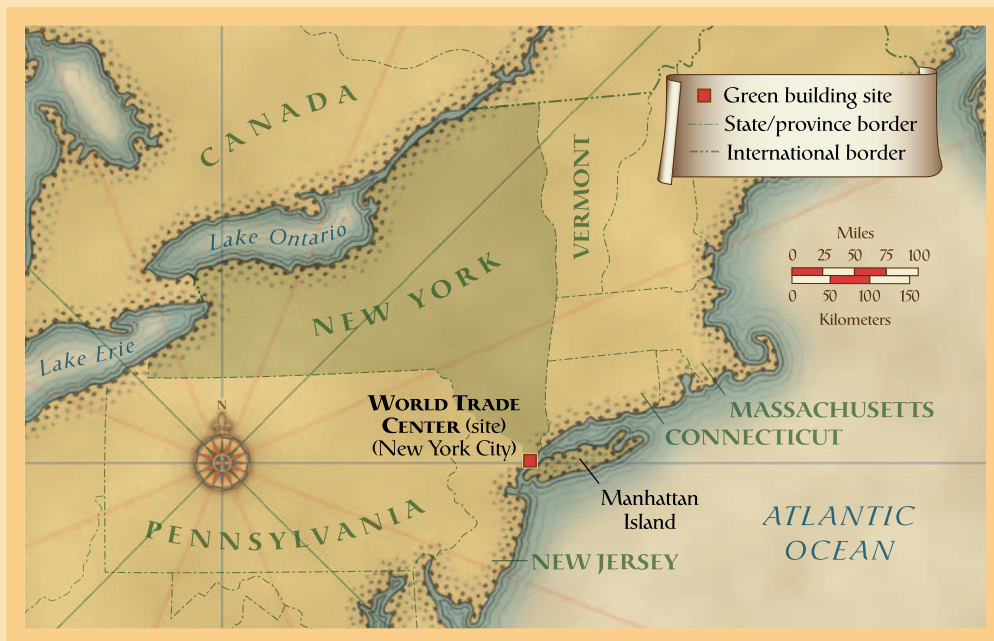 CANADA
Green building site
State/province border
International border
VERMONT
Lake Ontario
NEW YORK
Miles
0 25 50 75 100
0 50 100 150
Kilometers
Lake Erie
N
WORLD TRADE
CENTER (site)
(New York City)
MASSACHUSETTS
CONNECTICUT
Manhattan
Island
ATLANTIC
OCEAN
PENNSYLVANIA
NEW JERSEY